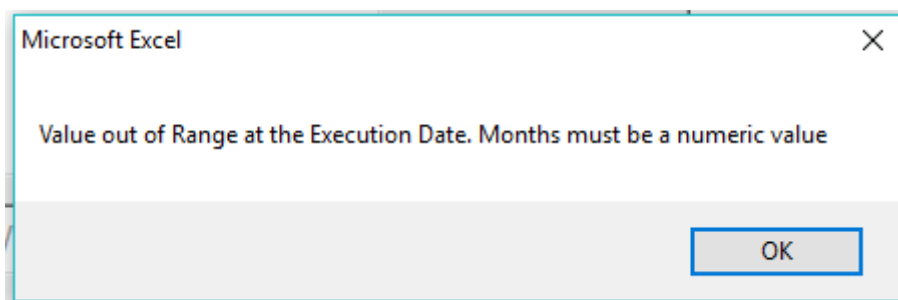 Microsoft Excel
Value out of Range at the Execution Date. Months must be a numeric value
OK